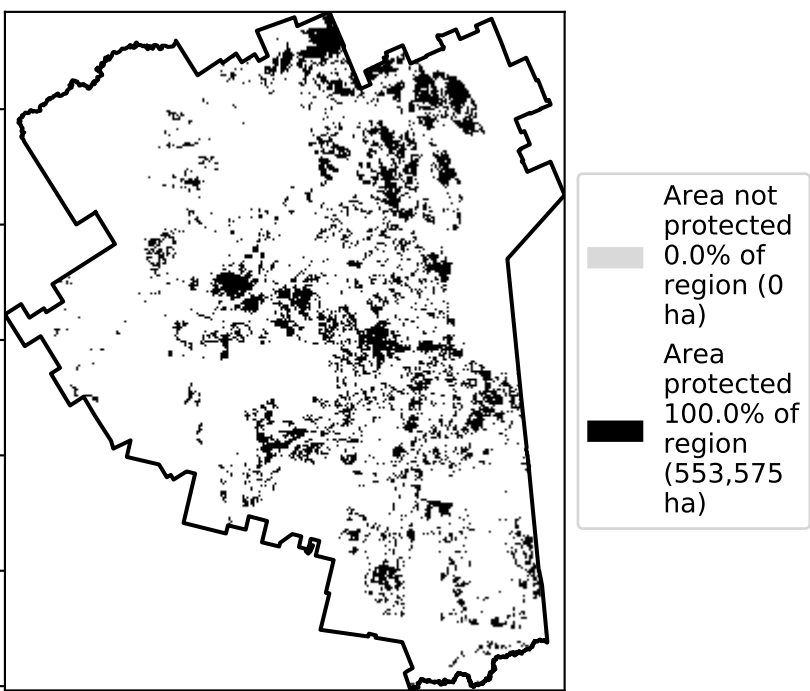 Area not
protected
0.0% of
region (0
ha)
Area
protected
100.0% of
region
(553,575
ha)